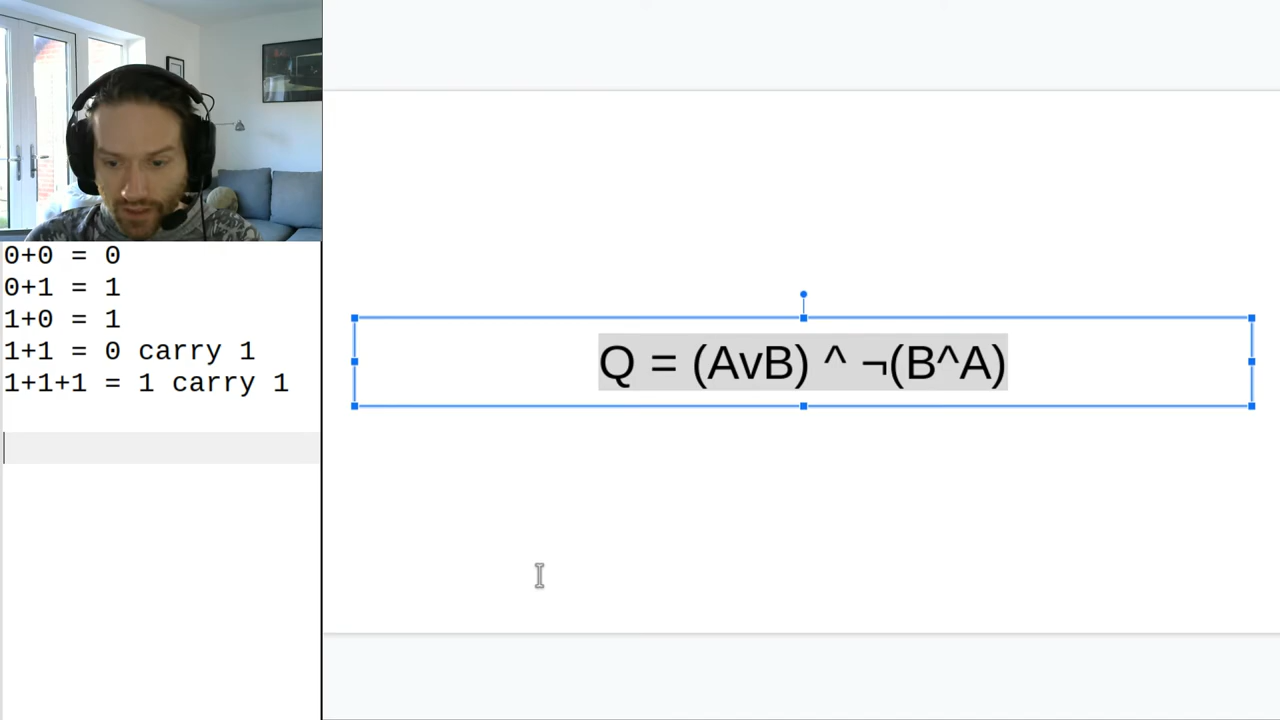 0+0 = 0
0+1 = 1
1+0 = 1
1+1 = 0 carry 1
1+1+1 = 1 carry 1
Q = (AvB) ^ ¬(B^A)